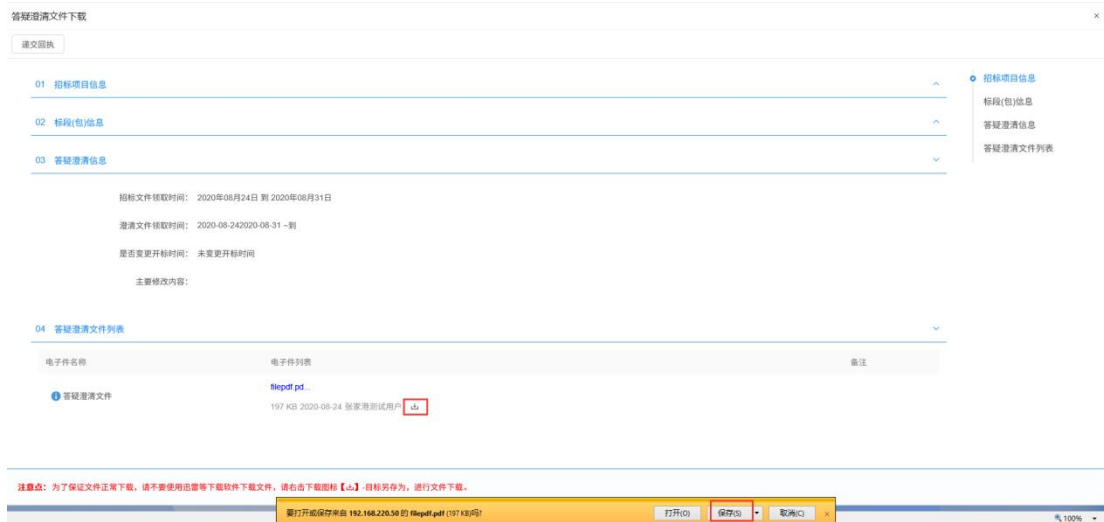 答疑澄清文件下载
×
递交回执
01 招标项目信息
02 标段(包)信息
03 答疑澄清信息
招标文件领取时间： 2020年08月24日 到 2020年08月31日
澄清文件领取时间： 2020-08-242020-08-31 ~到
是否变更开标时间： 未变更开标时间
主要修改内容：
04 答疑澄清文件列表
电子件名称 电子件列表 备注
答疑澄清文件
filepdf.pd...
197 KB 2020-08-24 张家港测试用户
招标项目信息
标段(包)信息
答疑澄清信息
答疑澄清文件列表
注意点：为了保证文件正常下载，请不要使用迅雷等下载软件下载文件，请右击下载图标【】-目标另存为，进行文件下载。
要打开或保存来自 192.168.220.50 的 filepdf.pdf (197 KB)吗? 打开(O) 保存(S) 取消(C) ×
100%